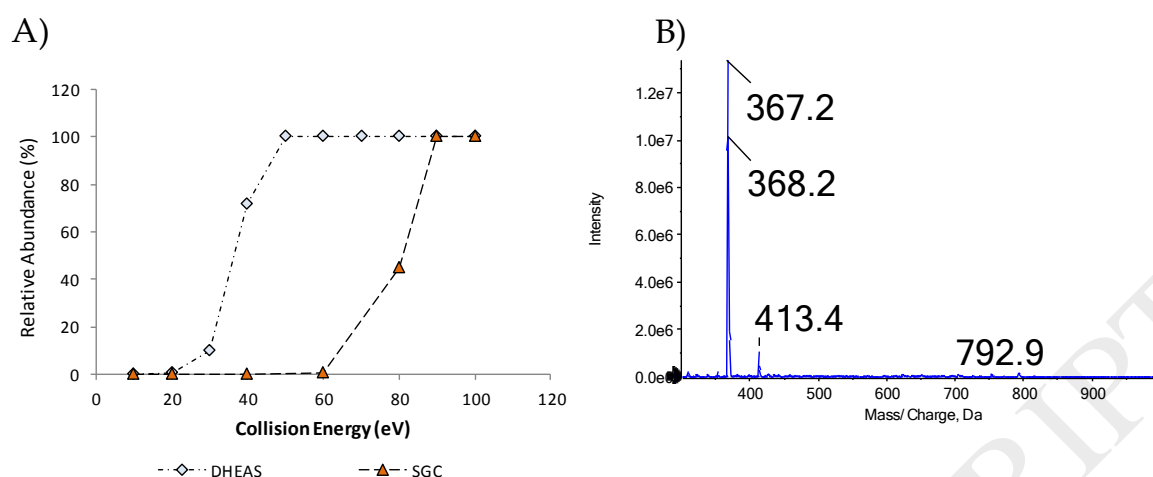 A)
120
100
80
60
40
20
0
Relative Abundance (%)
0 20 40 60 80 100 120
Collision Energy (eV)
DHEAS SGC
B)
1.2e7
1.0e7
8.0e6
6.0e6
4.0e6
2.0e6
Intensity
367.2
368.2
413.4
792.9
400 500 600 700 800 900
Mass/ Charge, Da
RIPT